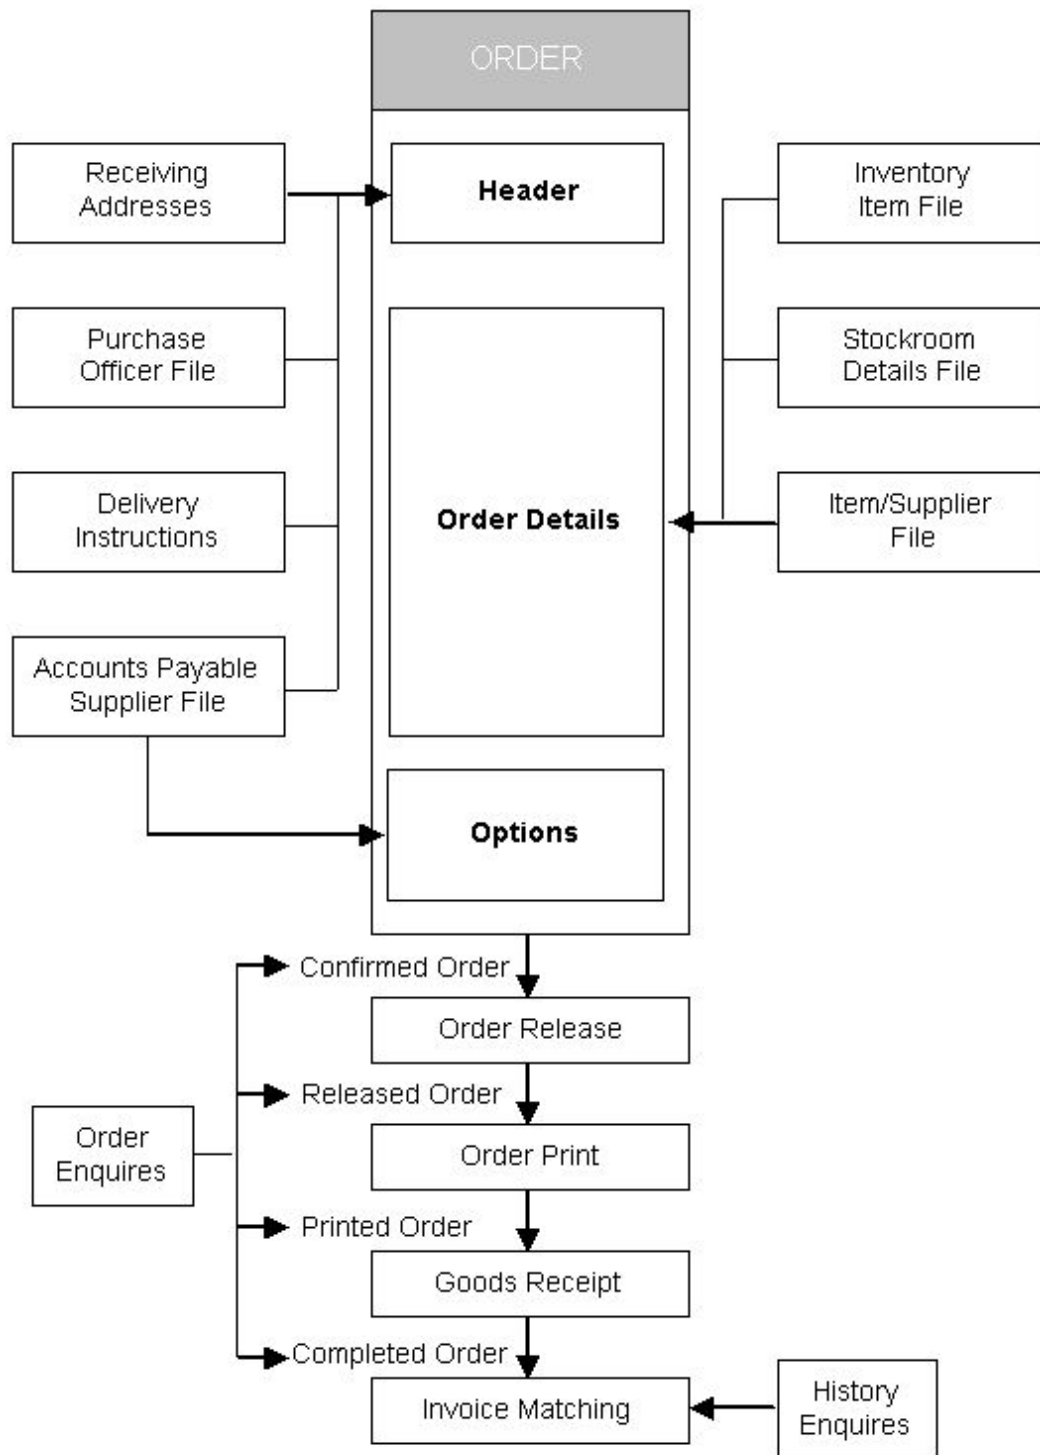 ORDER
Receiving
Addresses
Header
Inventory
Item File
Purchase
Officer File
Stockroom
Details File
Delivery
Instructions
Order Details
Item/Supplier
File
Accounts Payable
Supplier File
Options
Confirmed Order
Order Release
Released Order
Order
Enquires
Order Print
Printed Order
Goods Receipt
Completed Order
Invoice Matching
History
Enquires